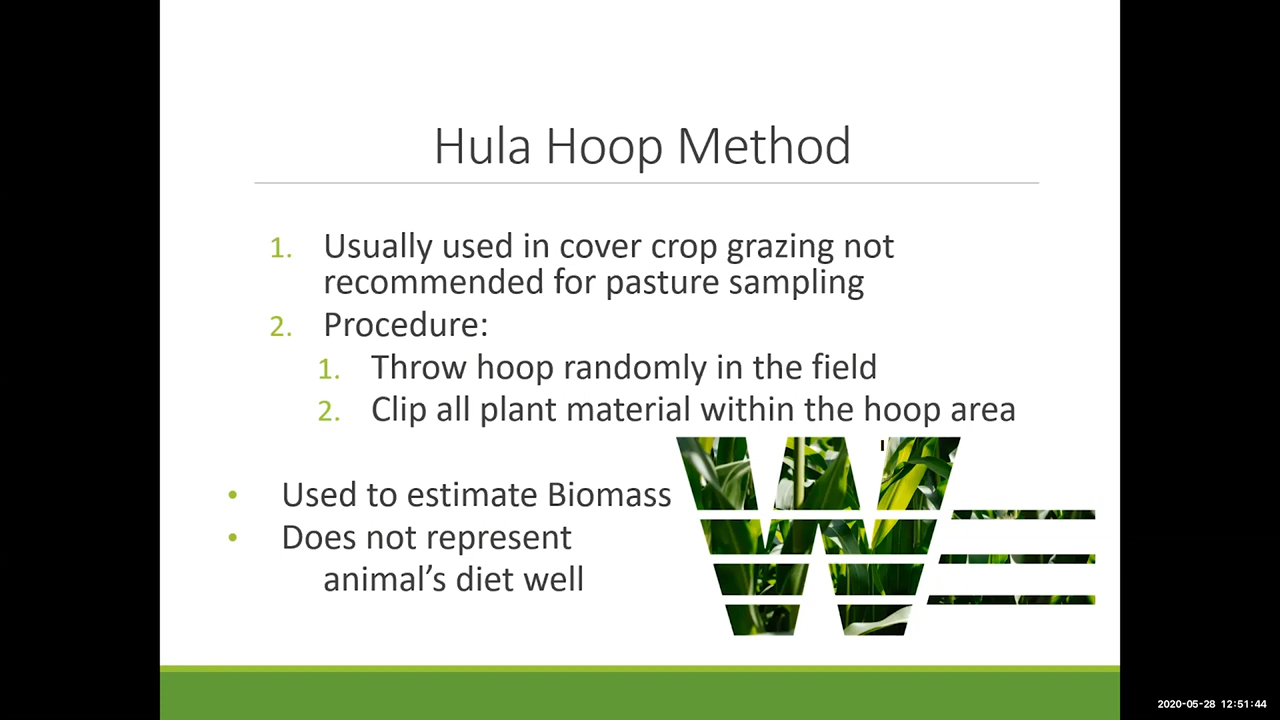 Hula Hoop Method
1. Usually used in cover crop grazing not
recommended for pasture sampling
2. Procedure:
1. Throw hoop randomly in the field
2. Clip all plant material within the hoop area
• Used to estimate Biomass
• Does not represent
animal's diet well
W
2020-05-28 12:51:44